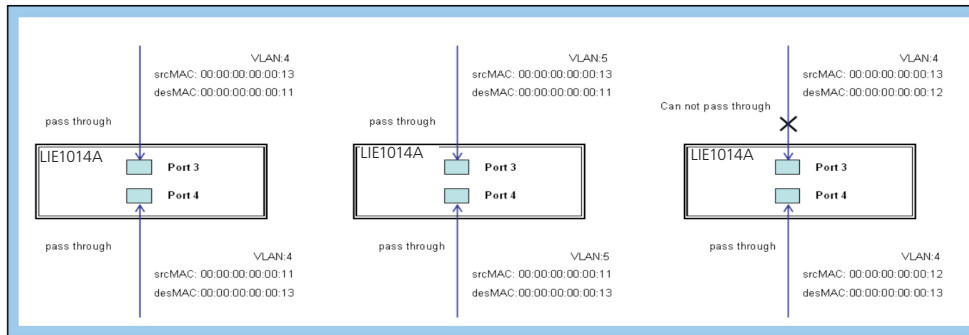 VLAN:4
srcMAC: 00:00:00:00:00:13
desMAC:00:00:00:00:00:11
pass through
LIE1014A
Port 3
Port 4
pass through
VLAN:4
srcMAC: 00:00:00:00:00:11
desMAC:00:00:00:00:00:13
VLAN:5
srcMAC: 00:00:00:00:00:13
desMAC:00:00:00:00:00:11
pass through
LIE1014A
Port 3
Port 4
pass through
VLAN:5
srcMAC: 00:00:00:00:00:11
desMAC:00:00:00:00:00:13
VLAN:4
srcMAC: 00:00:00:00:00:13
desMAC:00:00:00:00:00:12
Can not pass through
LIE1014A
Port 3
Port 4
pass through
VLAN:4
srcMAC: 00:00:00:00:00:12
desMAC:00:00:00:00:00:13